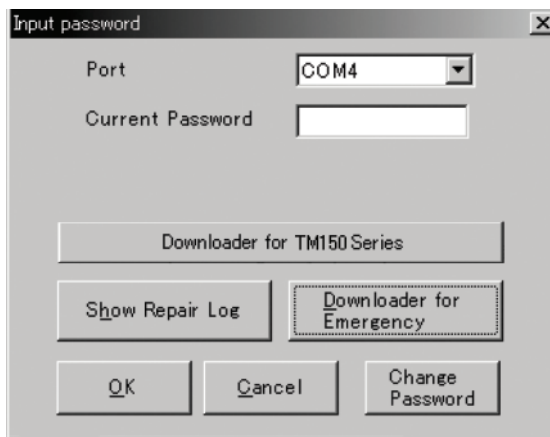 Input password
Port COM4
Current Password
Downloader for TM150 Series
Show Repair Log
Downloader for
Emergency
OK Cancel
Change
Password